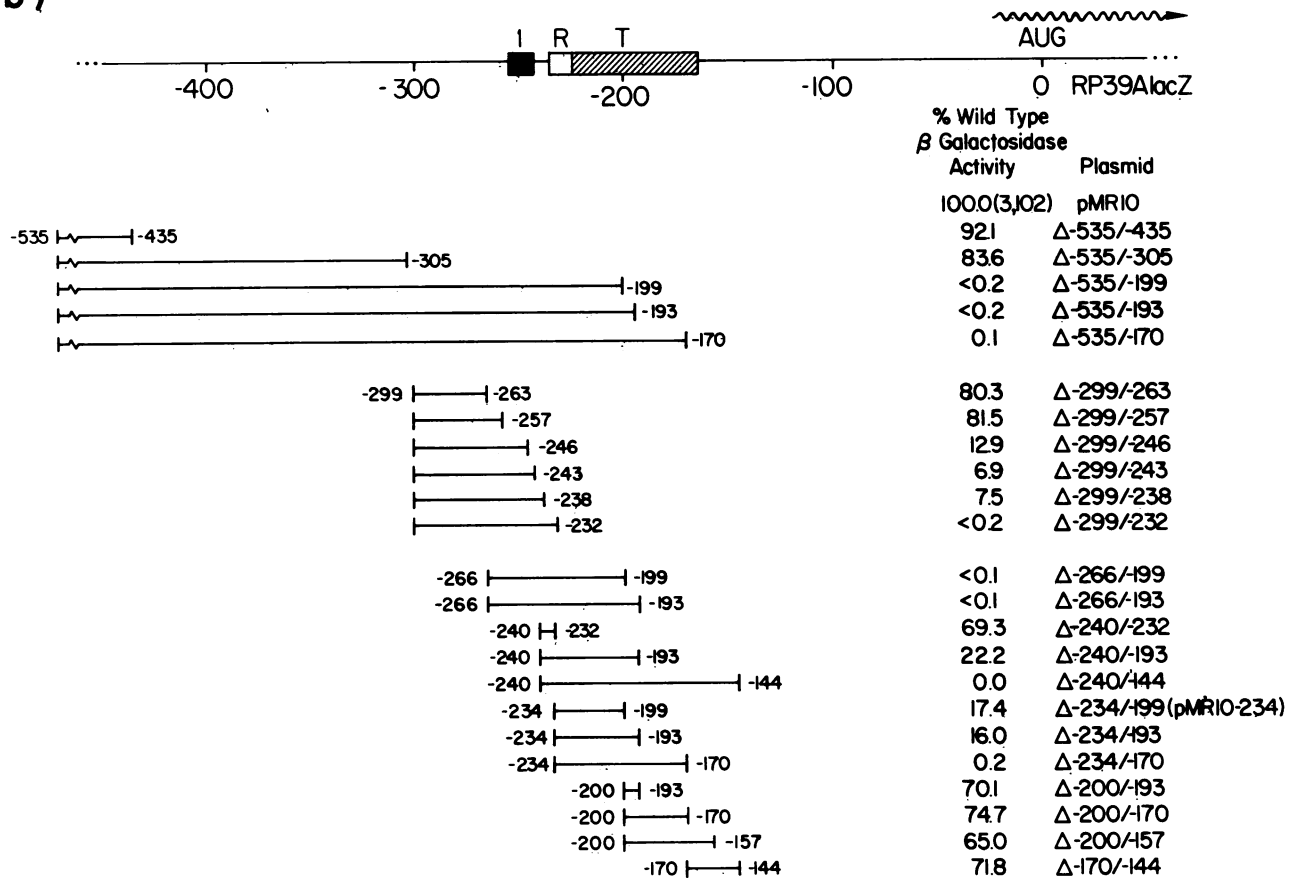 b)
1 R T AUG
... -400 -300 -200 -100 0 RP39AlacZ ...
% Wild Type
β Galactosidase
Activity Plasmid
100.0(3,102) pMR10
-535 -435 92.1 Δ-535/-435
-305 83.6 Δ-535/-305
-199 <0.2 Δ-535/-199
-193 <0.2 Δ-535/-193
-170 0.1 Δ-535/-170
-299 -263 80.3 Δ-299/-263
-257 81.5 Δ-299/-257
-246 12.9 Δ-299/-246
-243 6.9 Δ-299/-243
-238 7.5 Δ-299/-238
-232 <0.2 Δ-299/-232
-266 -199 <0.1 Δ-266/-199
-266 -193 <0.1 Δ-266/-193
-240 -232 69.3 Δ-240/-232
-240 -193 22.2 Δ-240/-193
-240 -144 0.0 Δ-240/-144
-234 -199 17.4 Δ-234/-199 (pMR10-234)
-234 -193 16.0 Δ-234/-193
-234 -170 0.2 Δ-234/-170
-200 -193 70.1 Δ-200/-193
-200 -170 74.7 Δ-200/-170
-200 -157 65.0 Δ-200/-157
-170 -144 71.8 Δ-170/-144